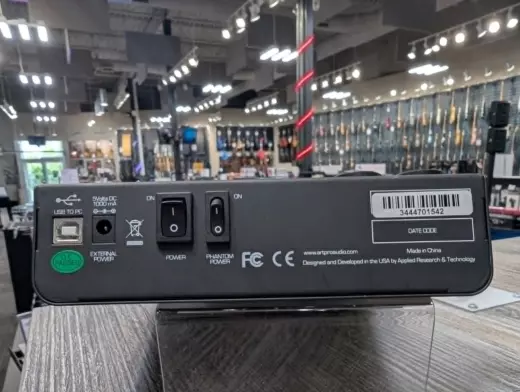 USB TO PC
5Volts DC
1000 mA
EXTERNAL
POWER
ON
POWER
ON
PHANTOM
POWER
FC CE
www.artproaudio.com
Designed and Developed in the USA by Applied Research & Technology
3444701542
DATE CODE
Made in China